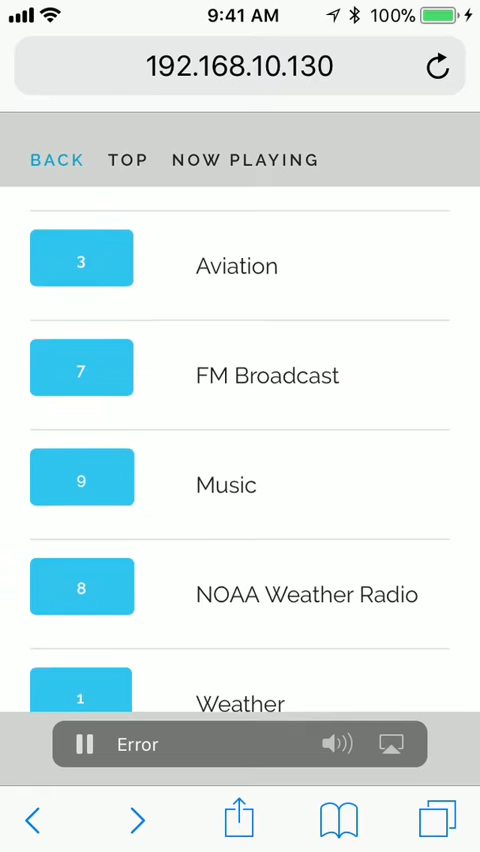 9:41 AM 100%
192.168.10.130
BACK TOP NOW PLAYING
3 Aviation
7 FM Broadcast
9 Music
8 NOAA Weather Radio
1 Weather
Error